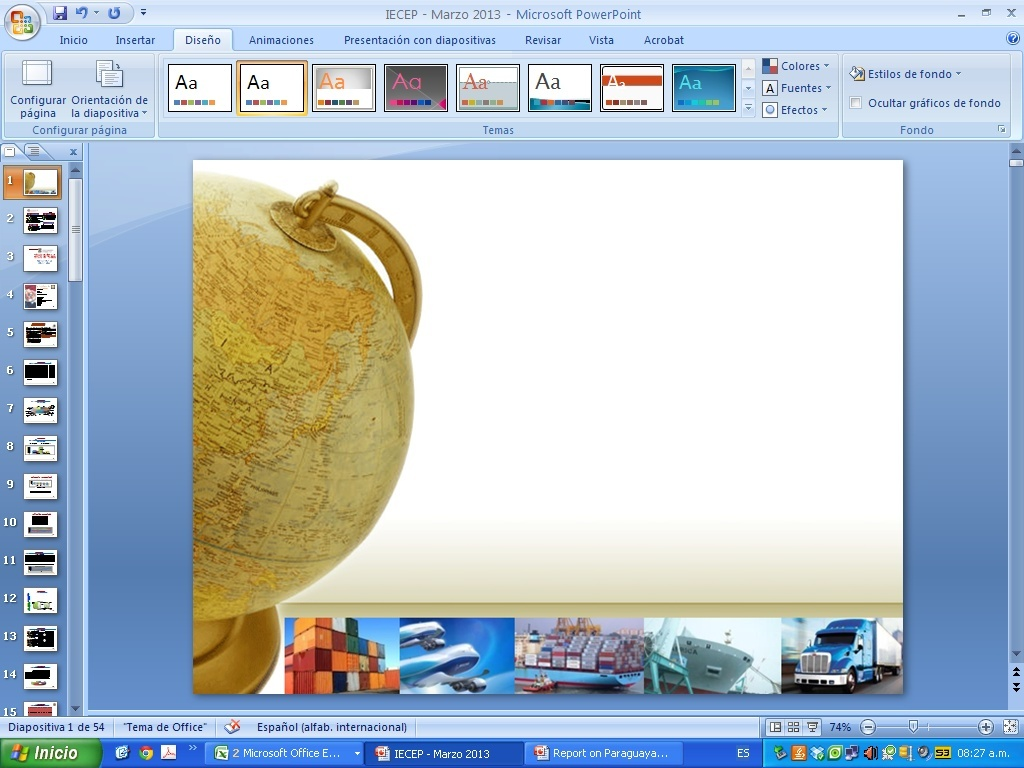 IECEP - Marzo 2013 - Microsoft PowerPoint
Inicio Insertar Diseño Animaciones Presentación con diapositivas Revisar Vista Acrobat
Aa Aa Aa Aa Aa Aa Aa Aa
Colores
Fuentes
Efectos
Estilos de fondo
Ocultar gráficos de fondo
Configurar página
Orientación de la diapositiva
Configurar página Temas Fondo
1
2
3
4
5
6
7
8
9
10
11
12
13
14
15
Diapositiva 1 de 54 "Tema de Office" Español (alfab. internacional) 74%
Inicio 2 Microsoft Office E... IECEP - Marzo 2013 Report on Paraguaya... ES 08:27 a.m.